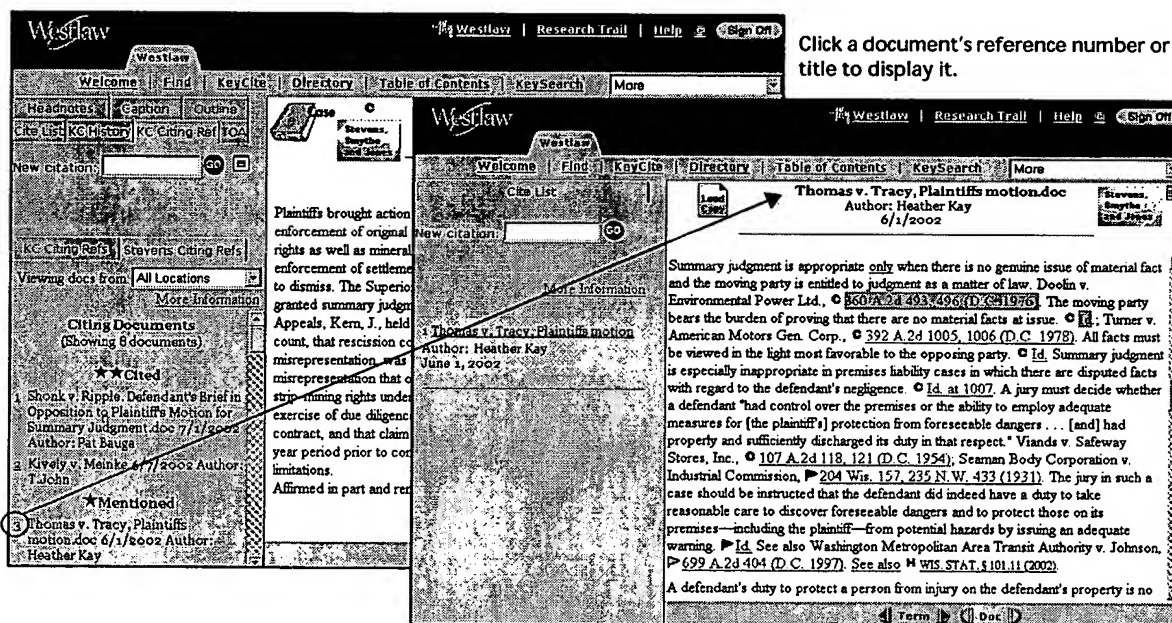 Westlaw
My Westlaw | Research Trail | Help Sign Off
Westlaw
Welcome | Find | KeyCite | Directory | Table of Contents | KeySearch More
Headnotes Caption Outline
Cite List KC History KC Citing Ref TOA
New citation: GO
KC Citing Refs Stevens Citing Refs
Viewing docs from All Locations
More Information
Citing Documents
(Showing 8 documents)
★★Cited
1 Shonk v. Ripple. Defendant's Brief in
Opposition to Plaintiff's Motion for
Summary Judgment.doc 7/1/2002
Author: Pat Bauga
2 Kively v. Meinke 6/7/2002 Author:
T.John
★Mentioned
3 Thomas v. Tracy, Plaintiffs
motion.doc 6/1/2002 Author:
Heather Kay
Case
Stevens,
Smythe
and Jones
Plaintiffs brought action
enforcement of original
rights as well as mineral
enforcement of settleme
to dismiss. The Superio
granted summary judgm
Appeals, Kern, J., held
count, that rescission co
misrepresentation was
misrepresentation that o
strip-mining rights unde
exercise of due diligenc
contract, and that claim
year period prior to cor
limitations.
Affirmed in part and rer
Click a document's reference number or
title to display it.
Westlaw
My Westlaw | Research Trail | Help Sign Off
Westlaw
Welcome | Find | KeyCite | Directory | Table of Contents | KeySearch More
Cite List
New citation: GO
More Information
1 Thomas v. Tracy, Plaintiffs motion
Author: Heather Kay
June 1, 2002
Load
Copy
Thomas v. Tracy, Plaintiffs motion.doc
Author: Heather Kay
6/1/2002
Stevens,
Smythe
and Jones
Summary judgment is appropriate only when there is no genuine issue of material fact
and the moving party is entitled to judgment as a matter of law. Doolin v.
Environmental Power Ltd., © 360 A.2d 493, 496 (D.C. 1976). The moving party
bears the burden of proving that there are no material facts at issue. © Id.; Turner v.
American Motors Gen. Corp., © 392 A.2d 1005, 1006 (D.C. 1978). All facts must
be viewed in the light most favorable to the opposing party. © Id. Summary judgment
is especially inappropriate in premises liability cases in which there are disputed facts
with regard to the defendant's negligence. © Id. at 1007. A jury must decide whether
a defendant "had control over the premises or the ability to employ adequate
measures for [the plaintiff's] protection from foreseeable dangers . . . [and] had
properly and sufficiently discharged its duty in that respect." Viands v. Safeway
Stores, Inc., © 107 A.2d 118, 121 (D.C. 1954); Seaman Body Corporation v.
Industrial Commission, 204 Wis. 157, 235 N.W. 433 (1931). The jury in such a
case should be instructed that the defendant did indeed have a duty to take
reasonable care to discover foreseeable dangers and to protect those on its
premises—including the plaintiff—from potential hazards by issuing an adequate
warning. Id. See also Washington Metropolitan Area Transit Authority v. Johnson,
699 A.2d 404 (D.C. 1997). See also H WIS. STAT. § 101.11 (2002).
A defendant's duty to protect a person from injury on the defendant's property is no
Term Doc